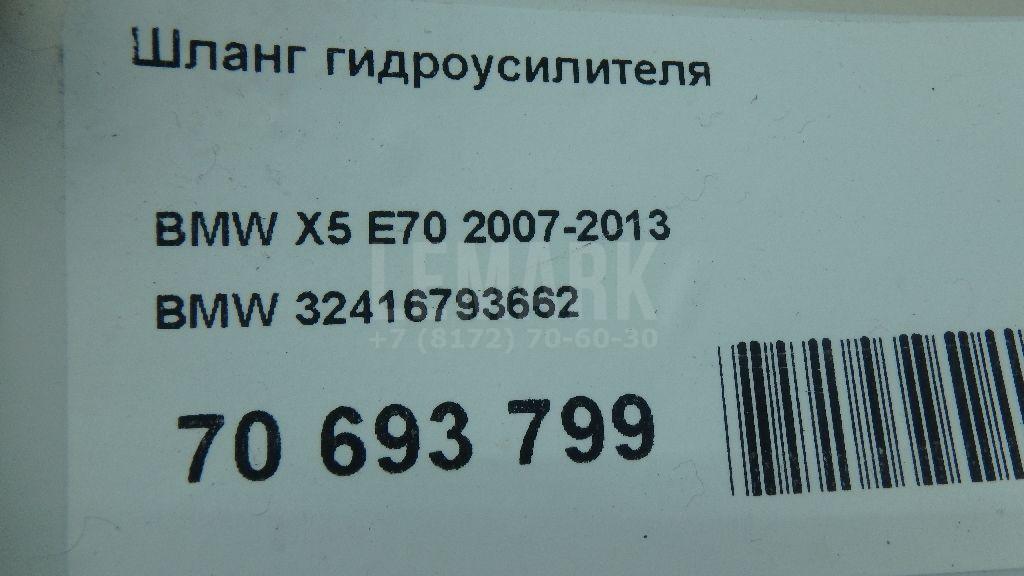 Шланг гидроусилителя
BMW X5 E70 2007-2013
LEMARK
BMW 32416793662
+7 (8172) 70-60-30
70 693 799